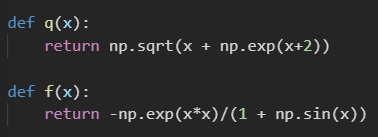 def q(x):
    return np.sqrt(x + np.exp(x+2))
def f(x):
    return -np.exp(x*x)/(1 + np.sin(x))